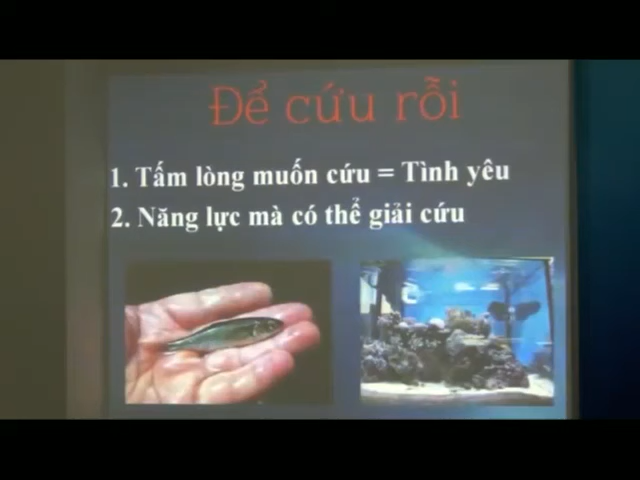 Để cứu rỗi
1. Tấm lòng muốn cứu = Tình yêu
2. Năng lực mà có thể giải cứu